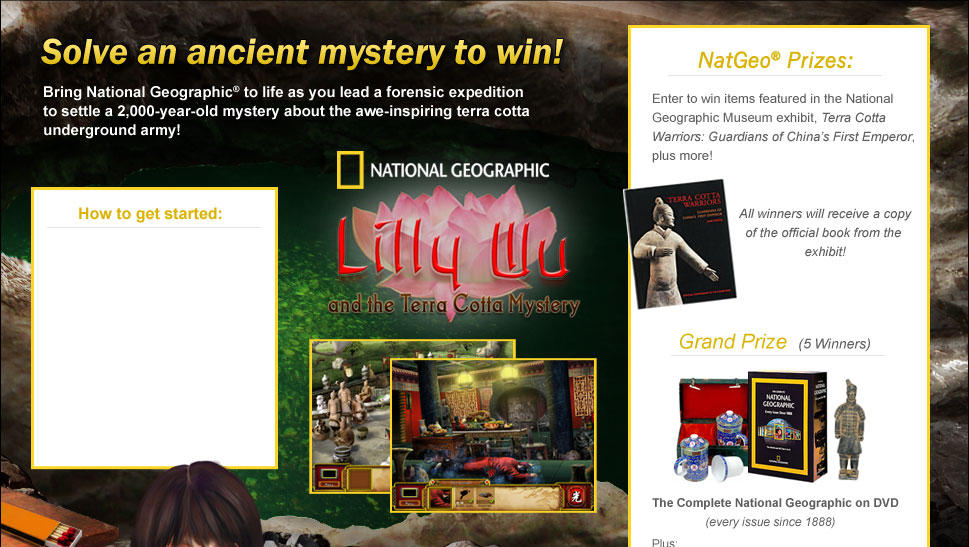 Solve an ancient mystery to win!
Bring National Geographic® to life as you lead a forensic expedition
to settle a 2,000-year-old mystery about the awe-inspiring terra cotta
underground army!
How to get started:
NATIONAL GEOGRAPHIC
Lilly Wu
and the Terra Cotta Mystery
NatGeo® Prizes:
Enter to win items featured in the National
Geographic Museum exhibit, Terra Cotta
Warriors: Guardians of China's First Emperor,
plus more!
TERRA COTTA
WARRIORS
All winners will receive a copy
of the official book from the
exhibit!
Grand Prize (5 Winners)
NATIONAL
GEOGRAPHIC
Every Issue Since 1888
The Complete National Geographic on DVD
(every issue since 1888)
Plus: